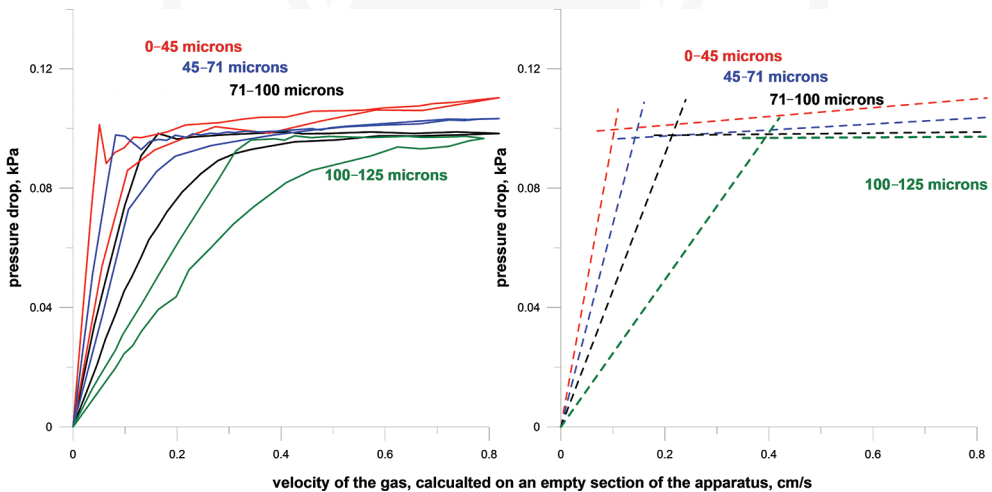 0–45 microns
45–71 microns
71–100 microns
100–125 microns
pressure drop, kPa
0.12
0.08
0.04
0
0 0.2 0.4 0.6 0.8
0–45 microns
45–71 microns
71–100 microns
100–125 microns
pressure drop, kPa
0.12
0.08
0.04
0
0 0.2 0.4 0.6 0.8
velocity of the gas, calcualted on an empty section of the apparatus, cm/s